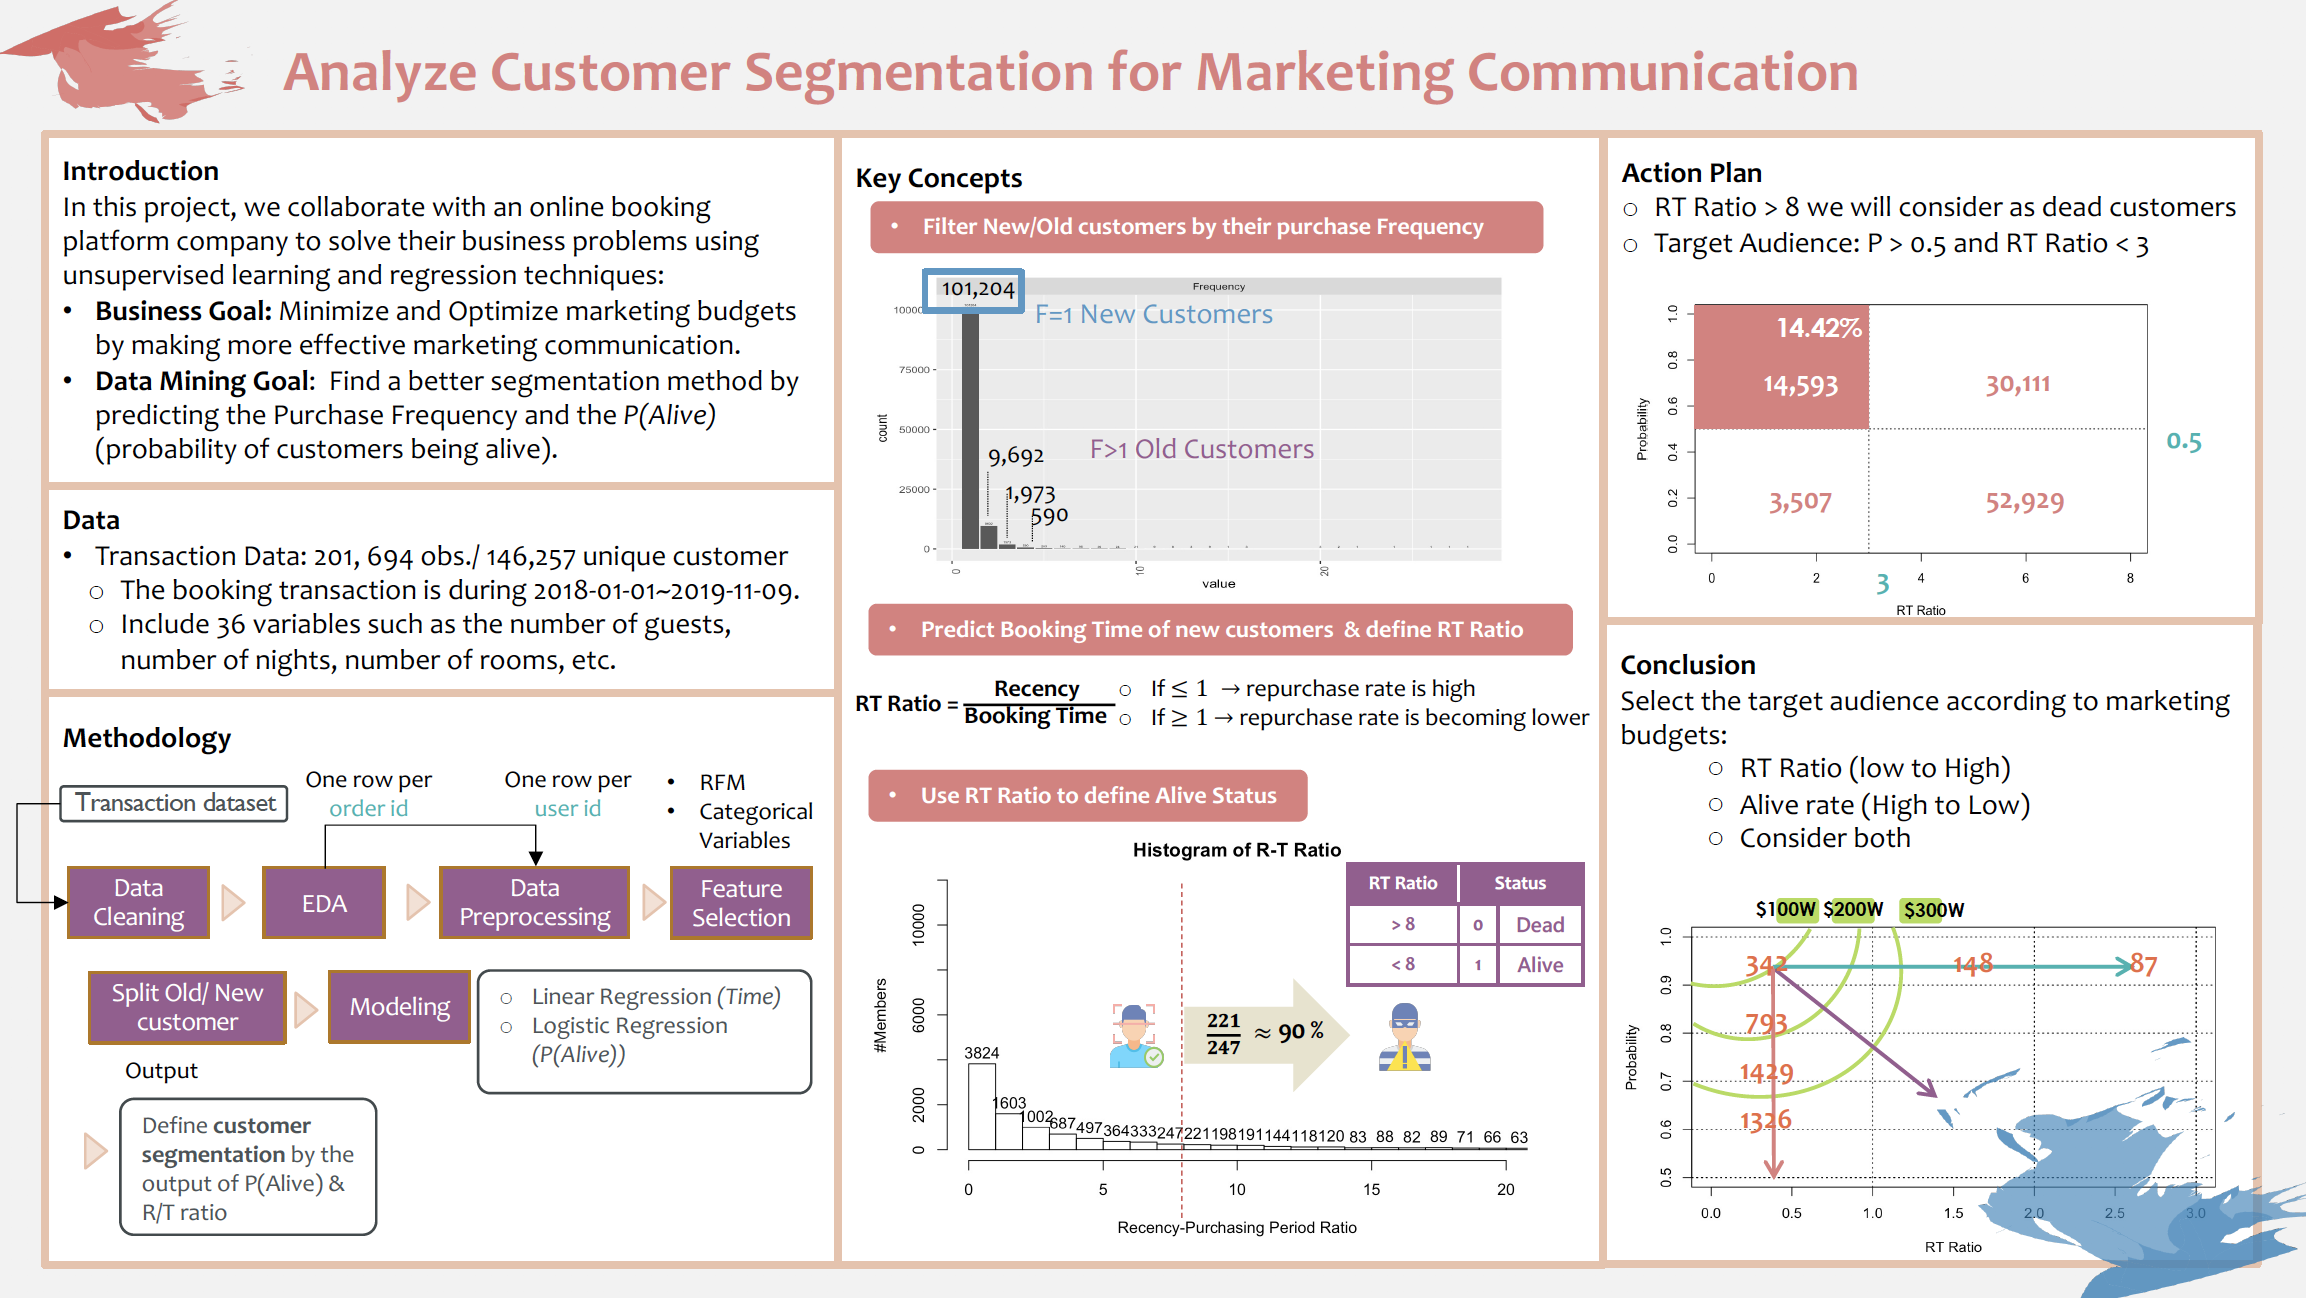 Analyze Customer Segmentation for Marketing Communication
Introduction
In this project, we collaborate with an online booking
platform company to solve their business problems using
unsupervised learning and regression techniques:
• Business Goal: Minimize and Optimize marketing budgets
by making more effective marketing communication.
• Data Mining Goal: Find a better segmentation method by
predicting the Purchase Frequency and the P(Alive)
(probability of customers being alive).
Data
• Transaction Data: 201, 694 obs./ 146,257 unique customer
○ The booking transaction is during 2018-01-01~2019-11-09.
○ Include 36 variables such as the number of guests,
number of nights, number of rooms, etc.
Methodology
Transaction dataset
One row per
order id
One row per
user id
• RFM
• Categorical
Variables
Data
Cleaning
EDA
Data
Preprocessing
Feature
Selection
Split Old/ New
customer
Modeling
○ Linear Regression (Time)
○ Logistic Regression
(P(Alive))
Output
Define customer
segmentation by the
output of P(Alive) &
R/T ratio
Key Concepts
• Filter New/Old customers by their purchase Frequency
Frequency
101,204
F=1 New Customers
F>1 Old Customers
9,692
1,973
590
count
75000
50000
25000
0
0
10
20
value
• Predict Booking Time of new customers & define RT Ratio
RT Ratio = Recency
Booking Time
○ If ≤ 1 → repurchase rate is high
○ If ≥ 1 → repurchase rate is becoming lower
• Use RT Ratio to define Alive Status
Histogram of R-T Ratio
RT Ratio Status
> 8 0 Dead
< 8 1 Alive
221
247
≈ 90 %
#Members
10000
6000
2000
0
3824
1603
1002
687 497 364 333 247 221 198 191 144 118 120 83 88 82 89 71 66 63
0 5 10 15 20
Recency-Purchasing Period Ratio
Action Plan
○ RT Ratio > 8 we will consider as dead customers
○ Target Audience: P > 0.5 and RT Ratio < 3
14.42%
14,593
30,111
3,507
52,929
0.5
3
Probability
1.0
0.8
0.6
0.4
0.2
0.0
0 2 4 6 8
RT Ratio
Conclusion
Select the target audience according to marketing
budgets:
○ RT Ratio (low to High)
○ Alive rate (High to Low)
○ Consider both
$100W $200W $300W
342 148 87
793
1429
1326
Probability
1.0
0.9
0.8
0.7
0.6
0.5
0.0 0.5 1.0 1.5 2.0 2.5 3.0
RT Ratio